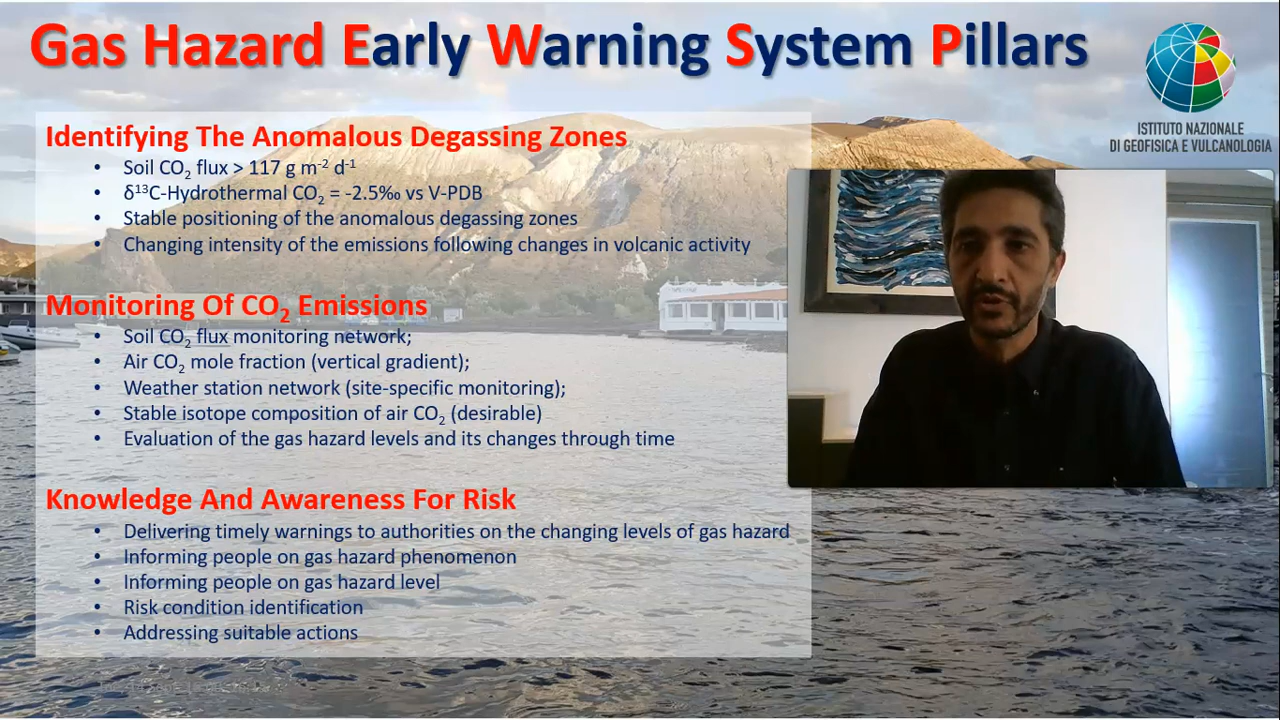 Gas Hazard Early Warning System Pillars
ISTITUTO NAZIONALE
DI GEOFISICA E VULCANOLOGIA
Identifying The Anomalous Degassing Zones
• Soil CO₂ flux > 117 g m⁻² d⁻¹
• δ¹³C-Hydrothermal CO₂ = -2.5‰ vs V-PDB
• Stable positioning of the anomalous degassing zones
• Changing intensity of the emissions following changes in volcanic activity
Monitoring Of CO₂ Emissions
• Soil CO₂ flux monitoring network;
• Air CO₂ mole fraction (vertical gradient);
• Weather station network (site-specific monitoring);
• Stable isotope composition of air CO₂ (desirable)
• Evaluation of the gas hazard levels and its changes through time
Knowledge And Awareness For Risk
• Delivering timely warnings to authorities on the changing levels of gas hazard
• Informing people on gas hazard phenomenon
• Informing people on gas hazard level
• Risk condition identification
• Addressing suitable actions